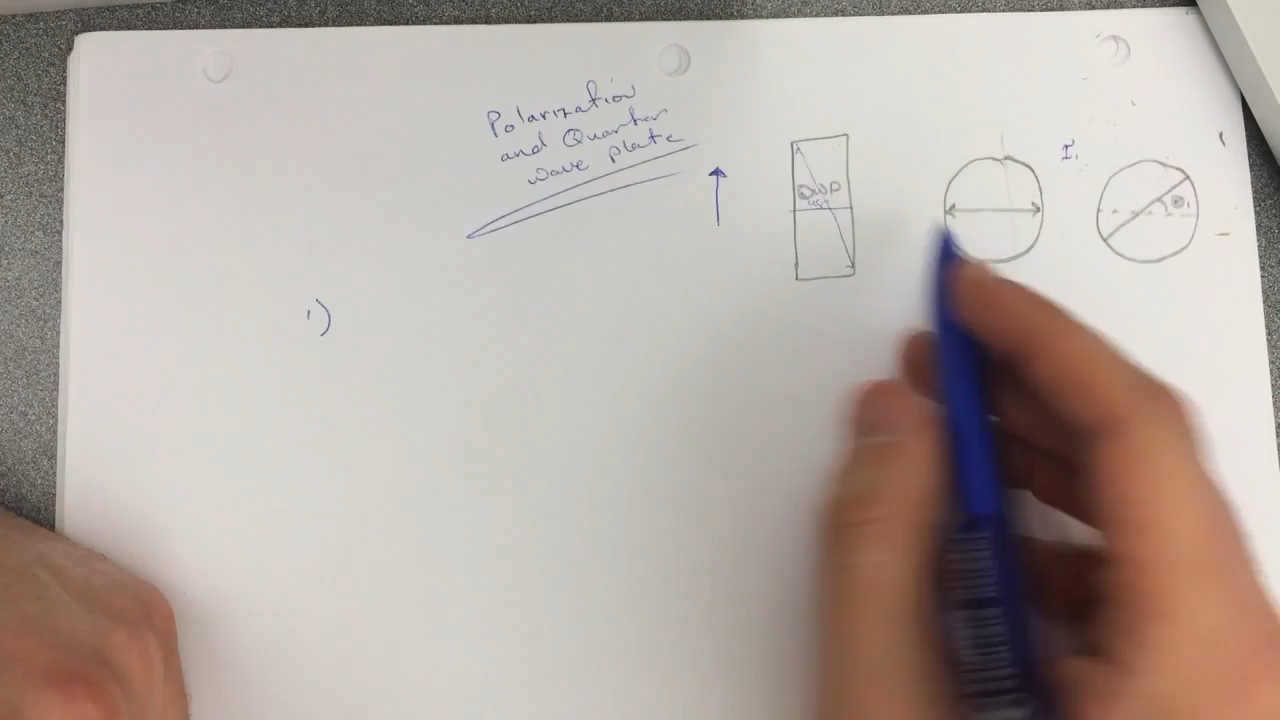 Polarization
and Quarter
wave plate
QWP
45°
I₁
θ₁
1)